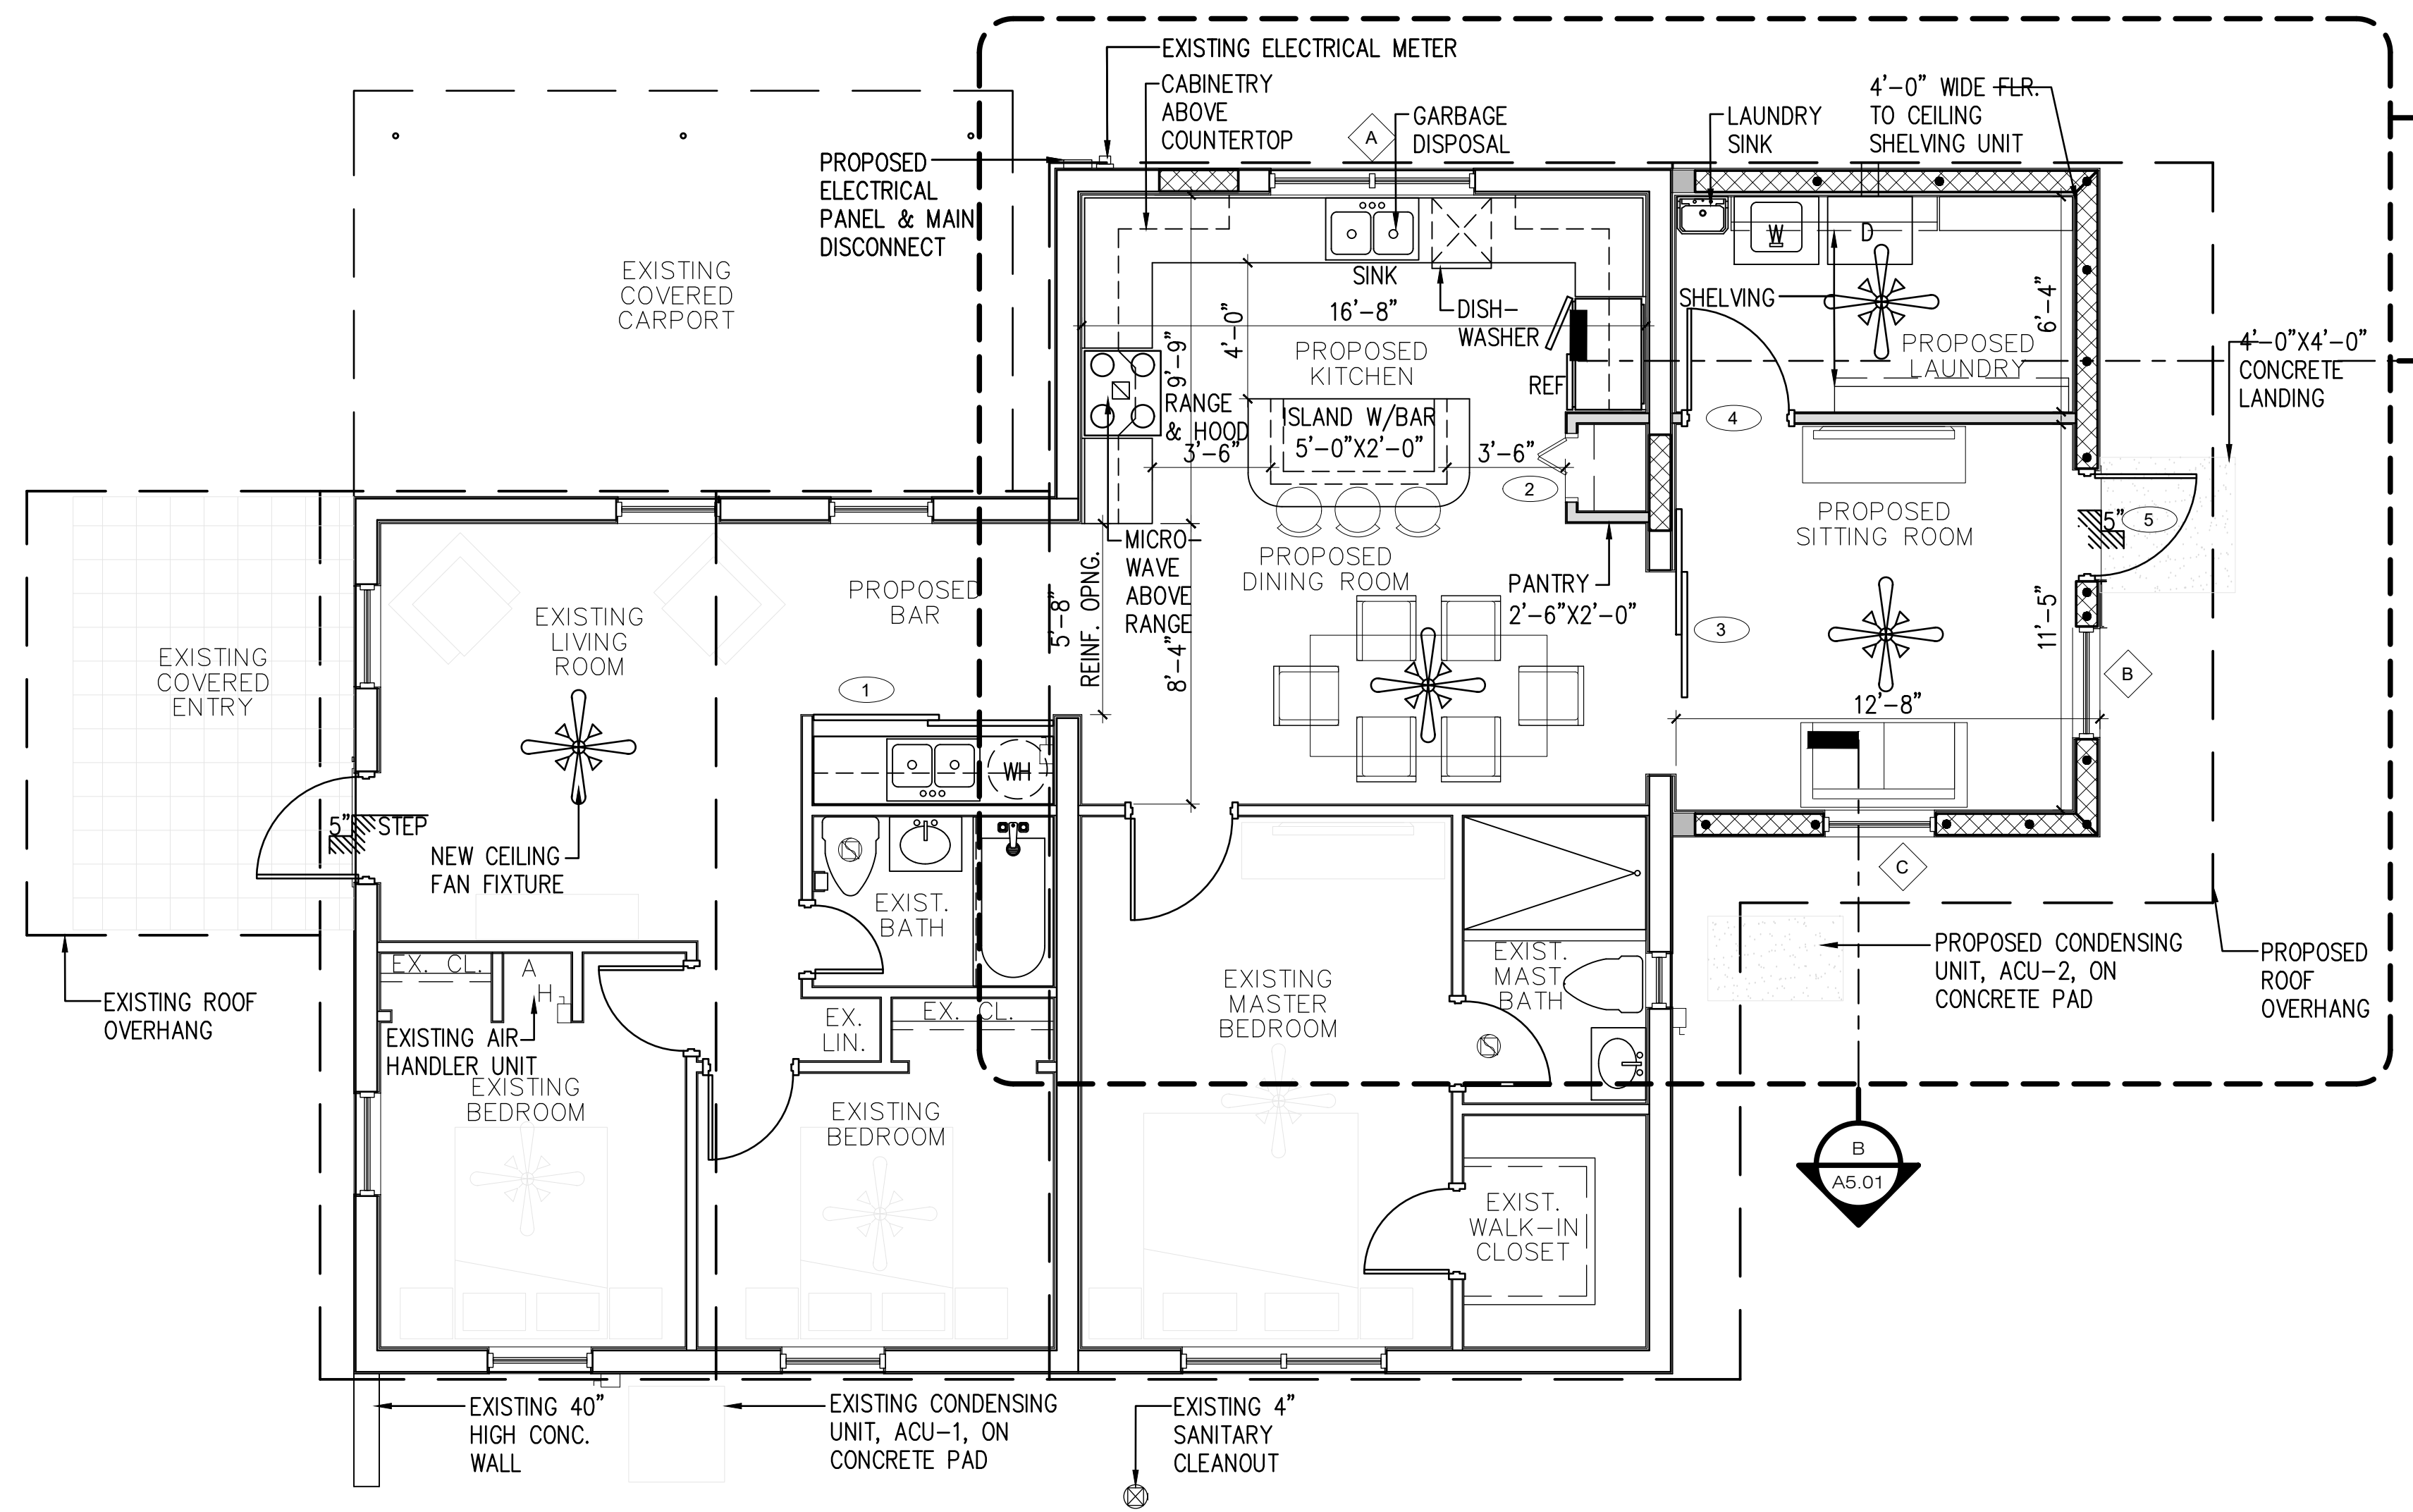 EXISTING ELECTRICAL METER
CABINETRY
ABOVE
COUNTERTOP
A
GARBAGE
DISPOSAL
LAUNDRY
SINK
4'-0" WIDE FLR.
TO CEILING
SHELVING UNIT
PROPOSED
ELECTRICAL
PANEL & MAIN
DISCONNECT
EXISTING
COVERED
CARPORT
SINK
16'-8"
4'-0"
9'-9"
DISH-
WASHER
PROPOSED
KITCHEN
REF
RANGE
& HOOD
ISLAND W/BAR
5'-0"X2'-0"
3'-6"
3'-6"
2
W
D
SHELVING
6'-4"
PROPOSED
LAUNDRY
4
4'-0"X4'-0"
CONCRETE
LANDING
PROPOSED
SITTING ROOM
5"
5
11'-5"
MICRO-
WAVE
ABOVE
RANGE
PROPOSED
DINING ROOM
PANTRY
2'-6"X2'-0"
3
B
12'-8"
5'-8"
REINF. OPNG.
8'-4"
PROPOSED
BAR
1
EXISTING
LIVING
ROOM
EXISTING
COVERED
ENTRY
WH
5"
STEP
NEW CEILING
FAN FIXTURE
EXIST.
BATH
C
EXISTING ROOF
OVERHANG
EX. CL.
A
H
EXISTING AIR
HANDLER UNIT
EXISTING
BEDROOM
EX.
LIN.
EX. CL.
EXISTING
BEDROOM
EXISTING
MASTER
BEDROOM
EXIST.
MAST.
BATH
PROPOSED CONDENSING
UNIT, ACU-2, ON
CONCRETE PAD
PROPOSED
ROOF
OVERHANG
B
A5.01
EXIST.
WALK-IN
CLOSET
EXISTING 40"
HIGH CONC.
WALL
EXISTING CONDENSING
UNIT, ACU-1, ON
CONCRETE PAD
EXISTING 4"
SANITARY
CLEANOUT